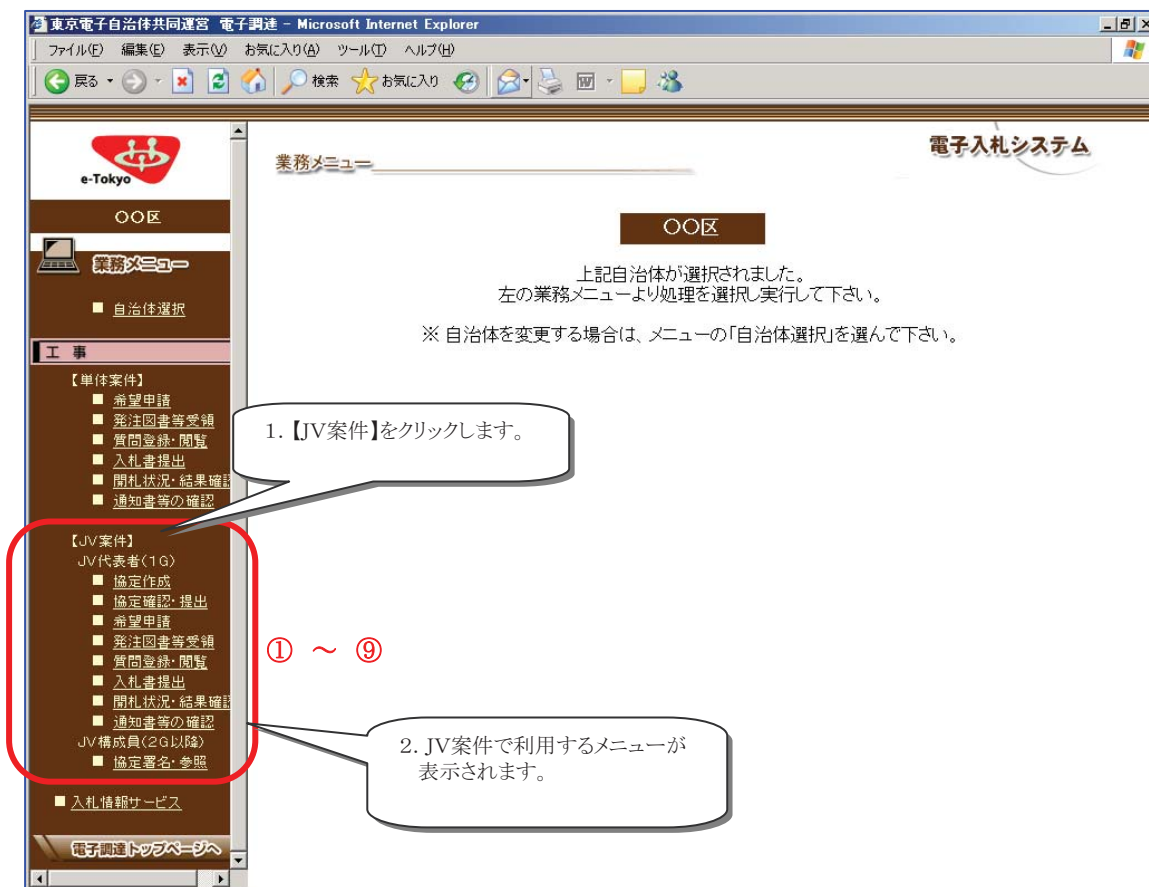 東京電子自治体共同運営 電子調達 - Microsoft Internet Explorer
ファイル(F) 編集(E) 表示(V) お気に入り(A) ツール(T) ヘルプ(H)
戻る 検索 お気に入り
e-Tokyo
〇〇区
業務メニュー
■ 自治体選択
工 事
【単体案件】
■ 希望申請
■ 発注図書等受領
■ 質問登録・閲覧
■ 入札書提出
■ 開札状況・結果確認
■ 通知書等の確認
【JV案件】
JV代表者(1G)
■ 協定作成
■ 協定確認・提出
■ 希望申請
■ 発注図書等受領
■ 質問登録・閲覧
■ 入札書提出
■ 開札状況・結果確認
■ 通知書等の確認
JV構成員(2G以降)
■ 協定署名・参照
■ 入札情報サービス
電子調達トップページへ
業務メニュー
電子入札システム
〇〇区
上記自治体が選択されました。
左の業務メニューより処理を選択し実行して下さい。
※ 自治体を変更する場合は、メニューの「自治体選択」を選んで下さい。
1.【JV案件】をクリックします。
① ～ ⑨
2. JV案件で利用するメニューが
表示されます。